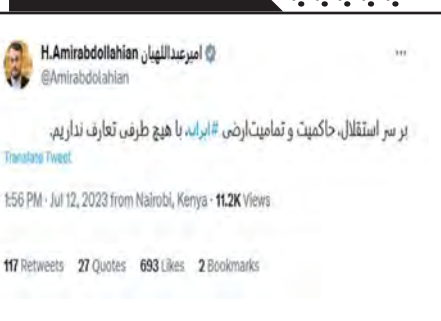 H.Amirabdollahian امیرعبداللهیان
@Amirabdolahian
بر سر استقلال، حاکمیت و تمامیت‌ارضی #ایران، با هیچ طرفی تعارف نداریم.
Translate Tweet
1:56 PM · Jul 12, 2023 from Nairobi, Kenya · 11.2K Views
117 Retweets 27 Quotes 693 Likes 2 Bookmarks